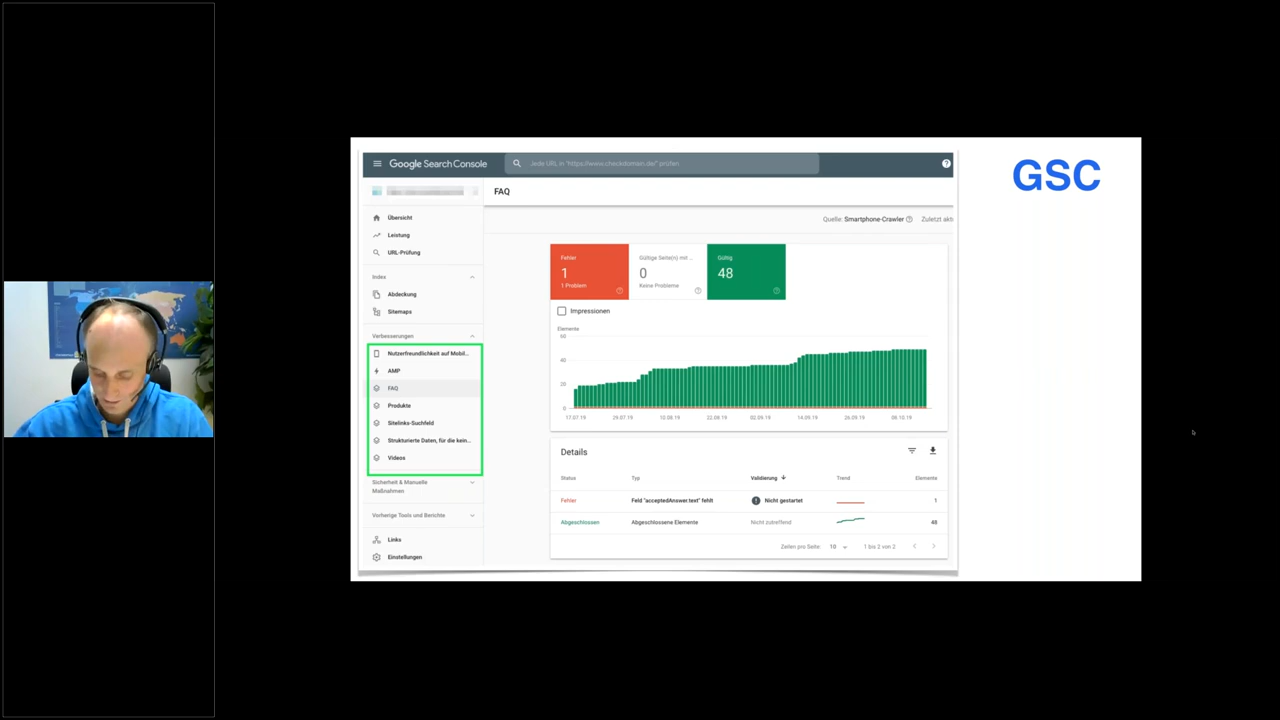 Google Search Console
Jede URL in "https://www.checkdomain.de/" prüfen
GSC
FAQ
Übersicht
Leistung
URL-Prüfung
Index
Abdeckung
Sitemaps
Verbesserungen
Nutzerfreundlichkeit auf Mobil...
AMP
FAQ
Produkte
Sitelinks-Suchfeld
Strukturierte Daten, für die kein...
Videos
Sicherheit & Manuelle
Maßnahmen
Vorherige Tools und Berichte
Links
Einstellungen
Quelle: Smartphone-Crawler Zuletzt akt
Fehler
1
1 Problem
Gültige Seite(n) mit ...
0
Keine Probleme
Gültig
48
Impressionen
Elemente
60
40
20
0
17.07.19 29.07.19 10.08.19 22.08.19 02.09.19 14.09.19 26.09.19 08.10.19
Details
Status Typ Validierung Trend Elemente
Fehler Feld "acceptedAnswer.text" fehlt Nicht gestartet 1
Abgeschlossen Abgeschlossene Elemente Nicht zutreffend 48
Zeilen pro Seite: 10 1 bis 2 von 2